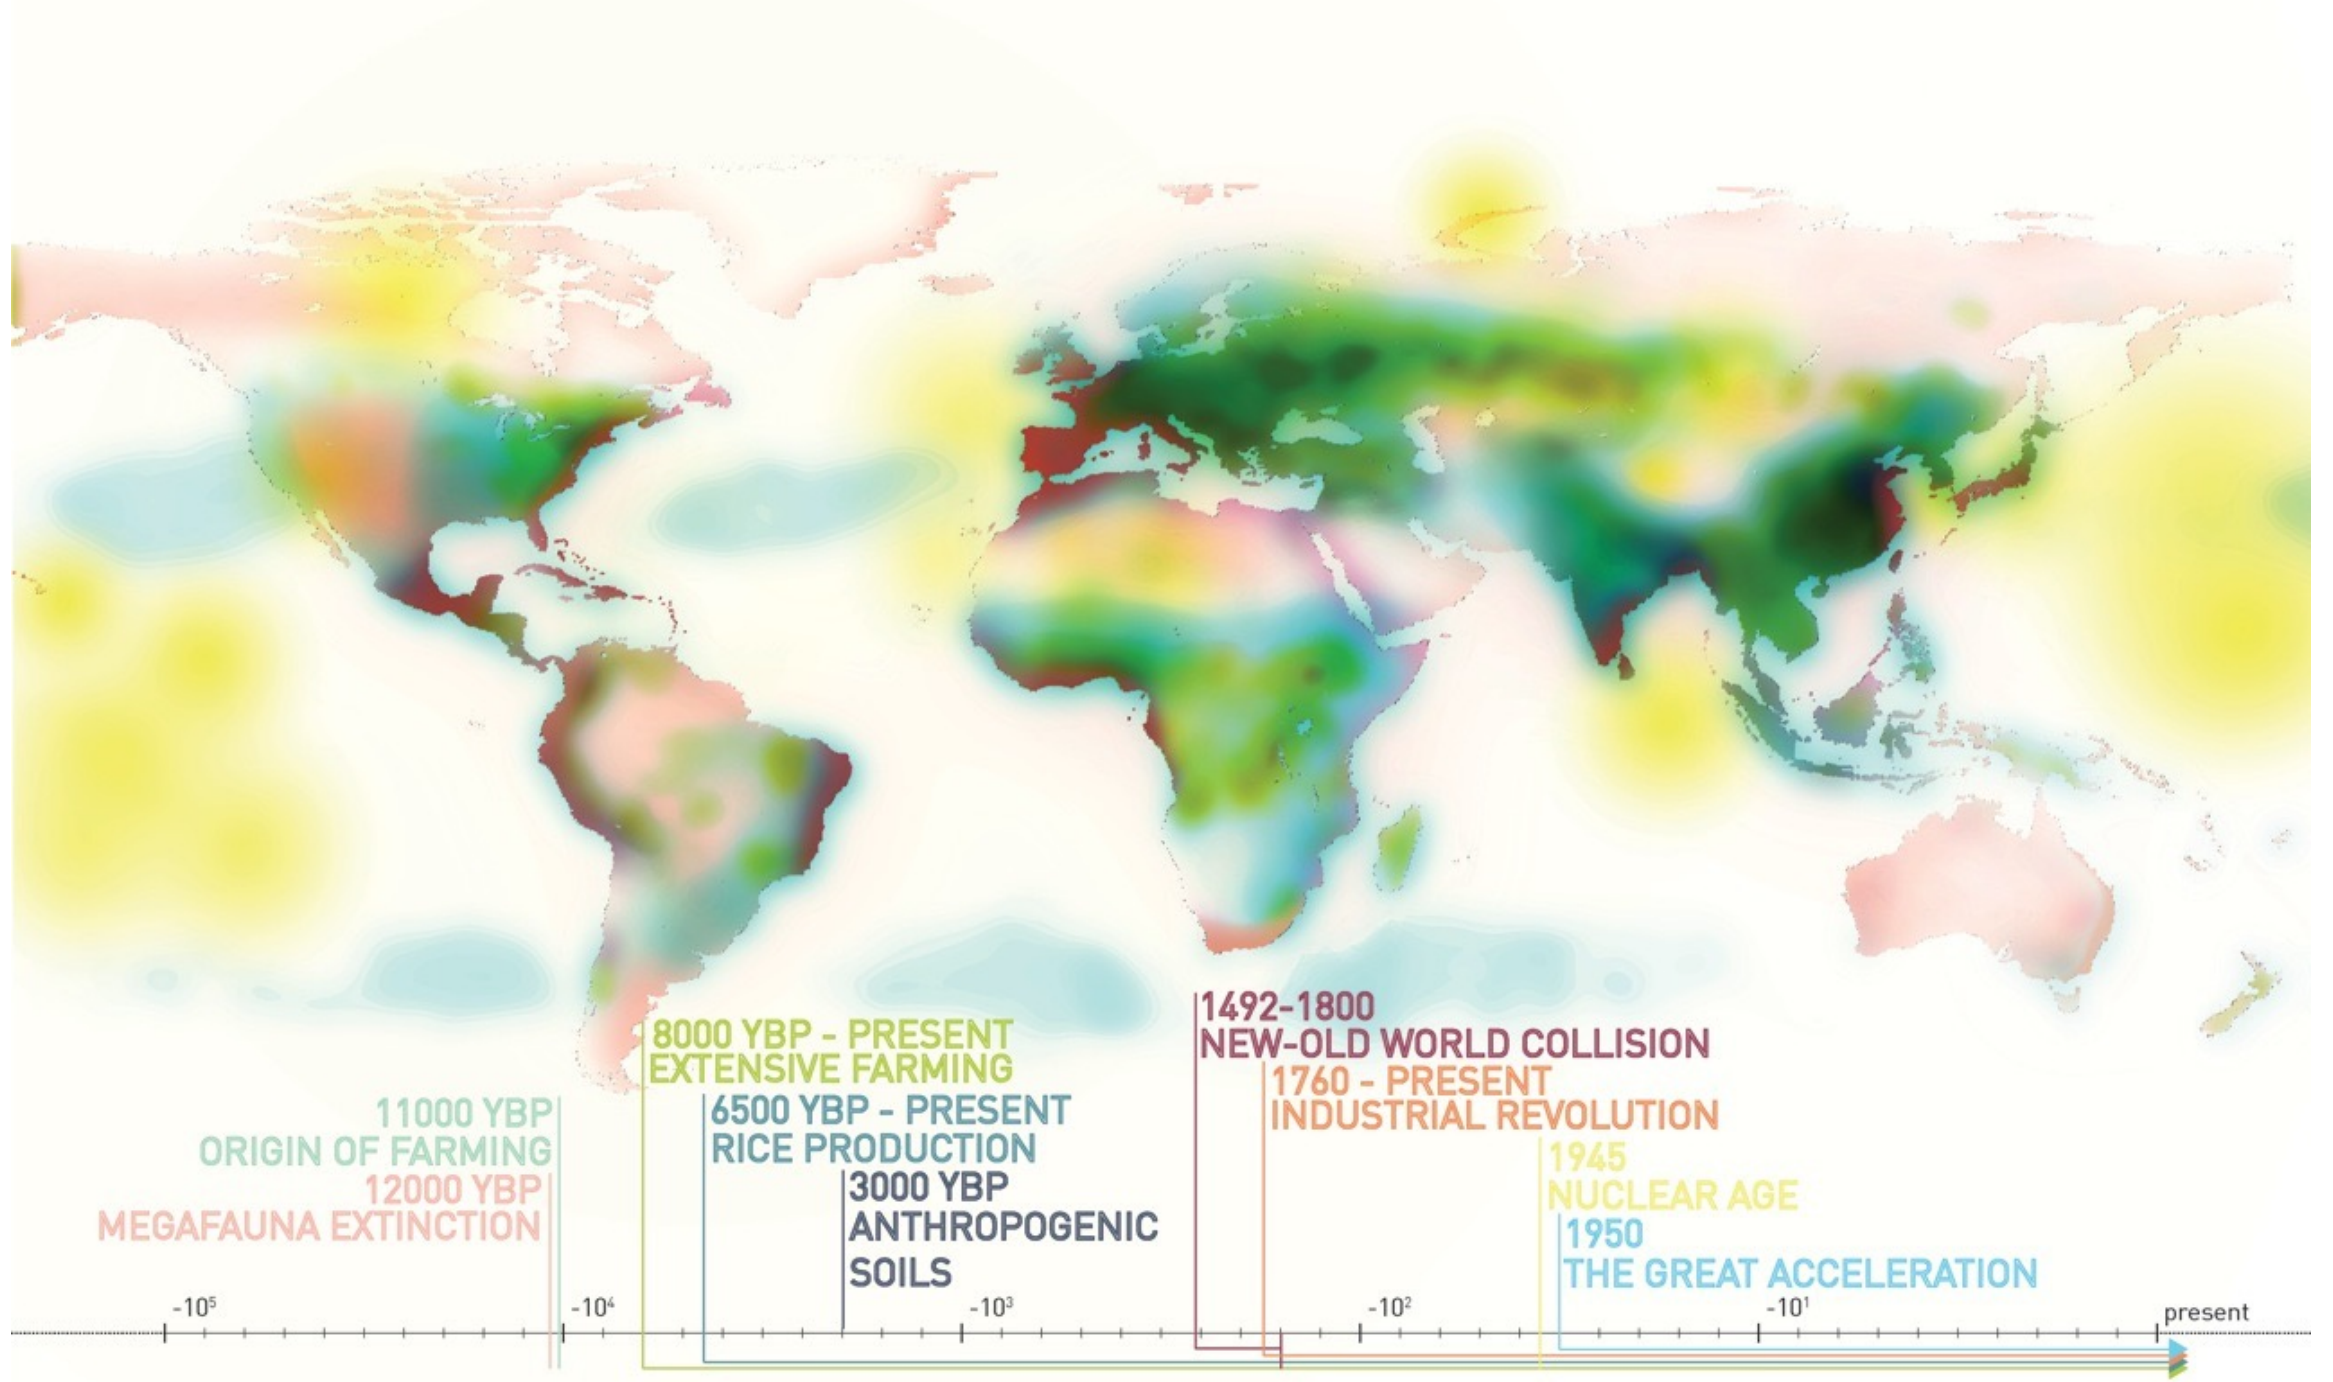 1492-1800
NEW-OLD WORLD COLLISION
8000 YBP - PRESENT
EXTENSIVE FARMING
1760 - PRESENT
INDUSTRIAL REVOLUTION
11000 YBP
ORIGIN OF FARMING
6500 YBP - PRESENT
RICE PRODUCTION
1945
NUCLEAR AGE
12000 YBP
MEGAFAUNA EXTINCTION
3000 YBP
ANTHROPOGENIC
SOILS
1950
THE GREAT ACCELERATION
-10⁵ -10⁴ -10³ -10² -10¹ present